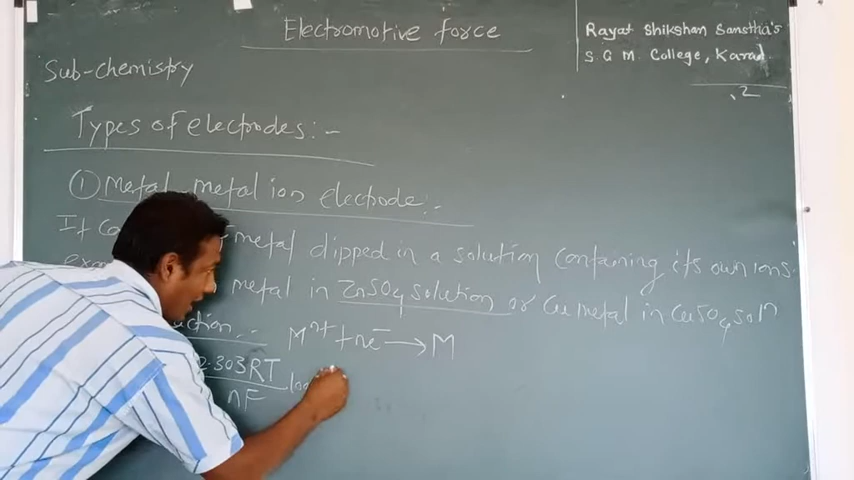 Electromotive force
Rayat Shikshan Sanstha's
S G M College, Karad
Sub-Chemistry
Types of electrodes:-
① Metal-metal ion electrode:-
It metal dipped in a solution containing its own ions.
metal in ZnSO4 solution or Cu metal in CuSO4 soln
Mⁿ⁺ + ne⁻ → M
2.303RT
nF